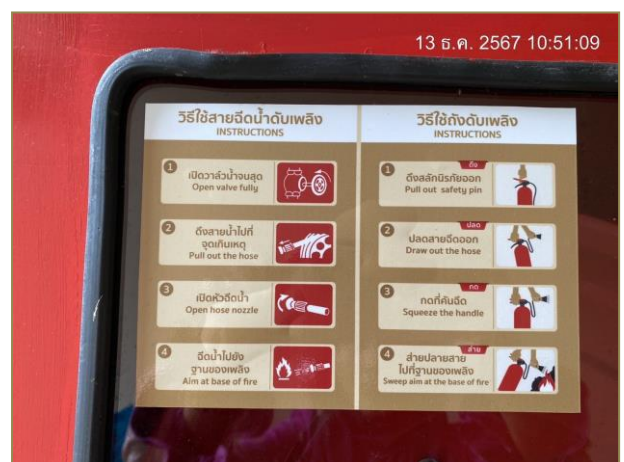 13 ธ.ค. 2567 10:51:09
วิธีใช้สายฉีดน้ำดับเพลิง
INSTRUCTIONS
1
เปิดวาล์วน้ำจนสุด
Open valve fully
2
ดึงสายน้ำไปที่
จุดเกิดเหตุ
Pull out the hose
3
เปิดหัวฉีดน้ำ
Open hose nozzle
4
ฉีดน้ำไปยัง
ฐานของเพลิง
Aim at base of fire
วิธีใช้ถังดับเพลิง
INSTRUCTIONS
ดึง
1
ดึงสลักนิรภัยออก
Pull out safety pin
ปลด
2
ปลดสายฉีดออก
Draw out the hose
กด
3
กดที่คันฉีด
Squeeze the handle
ส่าย
4
ส่ายปลายสาย
ไปที่ฐานของเพลิง
Sweep aim at the base of fire